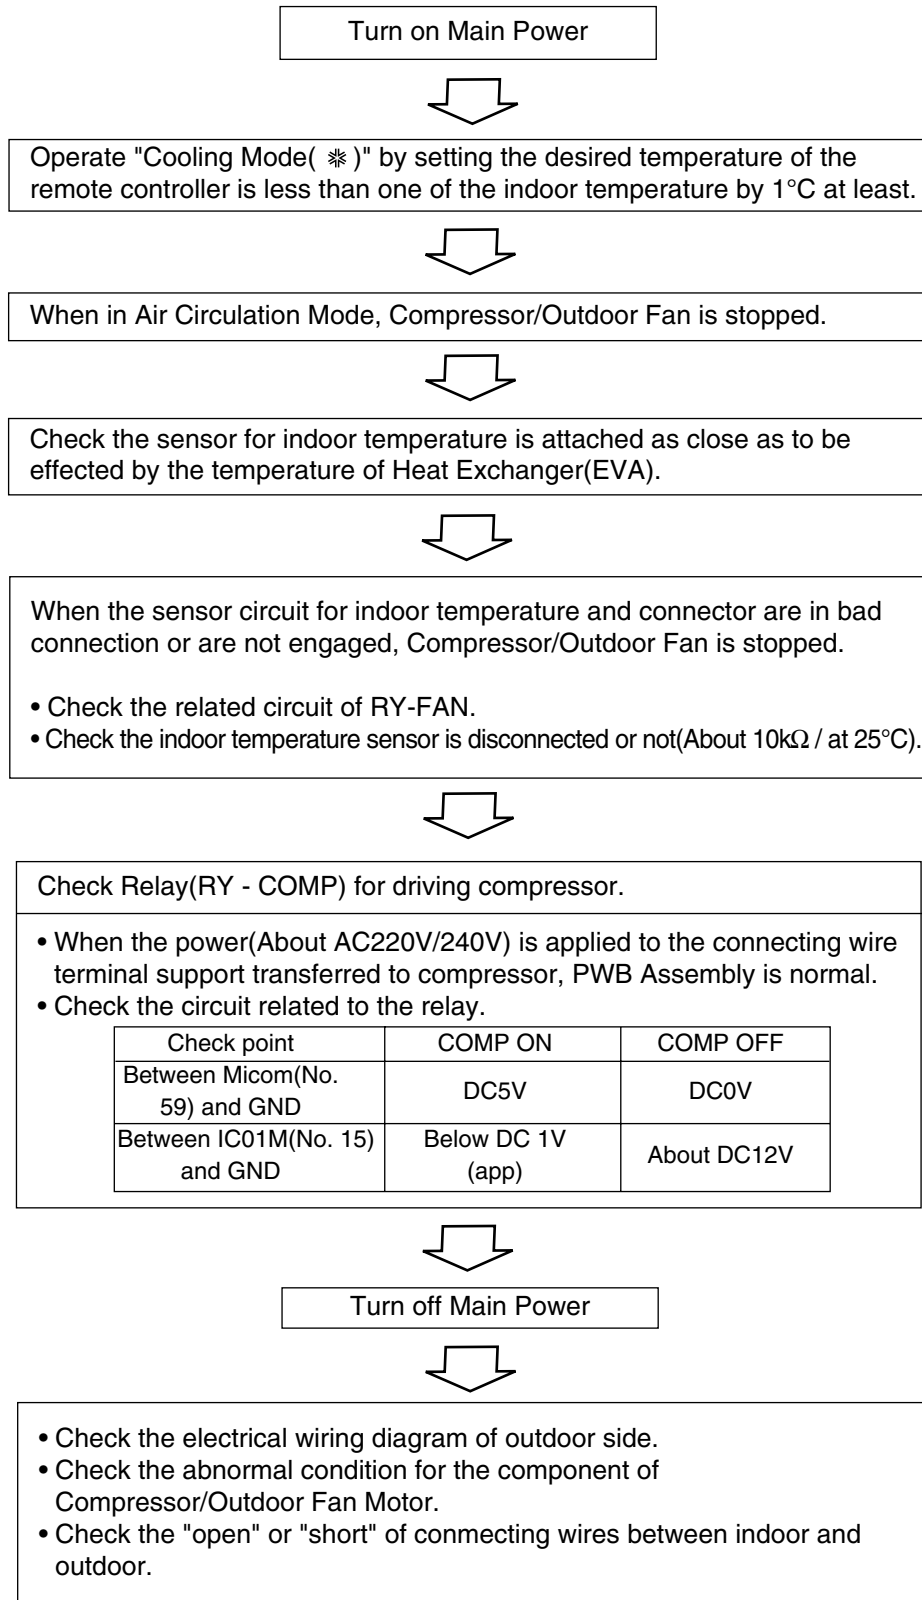 Turn on Main Power
Operate "Cooling Mode( ❋ )" by setting the desired temperature of the
remote controller is less than one of the indoor temperature by 1°C at least.
When in Air Circulation Mode, Compressor/Outdoor Fan is stopped.
Check the sensor for indoor temperature is attached as close as to be
effected by the temperature of Heat Exchanger(EVA).
When the sensor circuit for indoor temperature and connector are in bad
connection or are not engaged, Compressor/Outdoor Fan is stopped.
• Check the related circuit of RY-FAN.
• Check the indoor temperature sensor is disconnected or not(About 10kΩ / at 25°C).
Check Relay(RY - COMP) for driving compressor.
• When the power(About AC220V/240V) is applied to the connecting wire
terminal support transferred to compressor, PWB Assembly is normal.
• Check the circuit related to the relay.
Check point COMP ON COMP OFF
Between Micom(No.
59) and GND DC5V DC0V
Between IC01M(No. 15)
and GND Below DC 1V
(app) About DC12V
Turn off Main Power
• Check the electrical wiring diagram of outdoor side.
• Check the abnormal condition for the component of
Compressor/Outdoor Fan Motor.
• Check the "open" or "short" of conmecting wires between indoor and
outdoor.